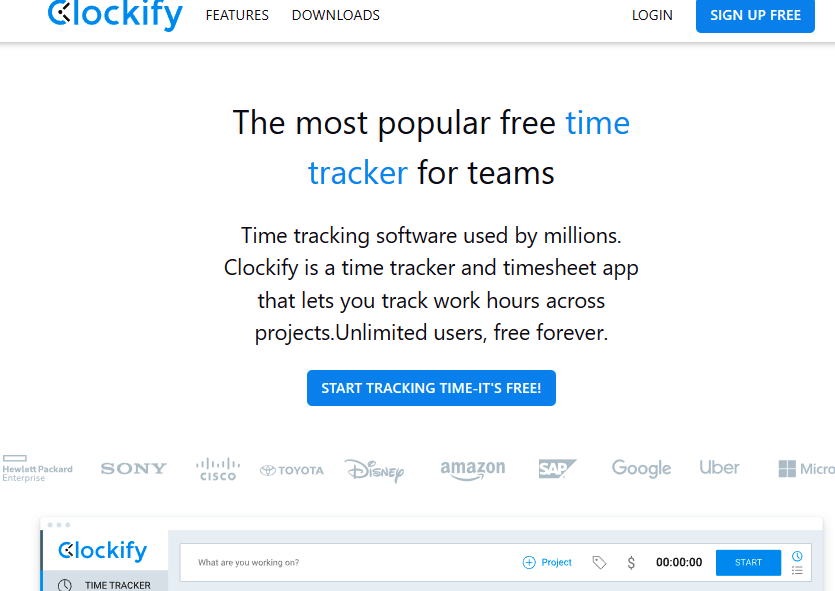 Clockify FEATURES DOWNLOADS LOGIN SIGN UP FREE
The most popular free time
tracker for teams
Time tracking software used by millions.
Clockify is a time tracker and timesheet app
that lets you track work hours across
projects.Unlimited users, free forever.
START TRACKING TIME-IT'S FREE!
Hewlett Packard
Enterprise
SONY
CISCO
TOYOTA
Disney
amazon
SAP
Google
Uber
Micro
Clockify
What are you working on? Project $ 00:00:00 START
TIME TRACKER